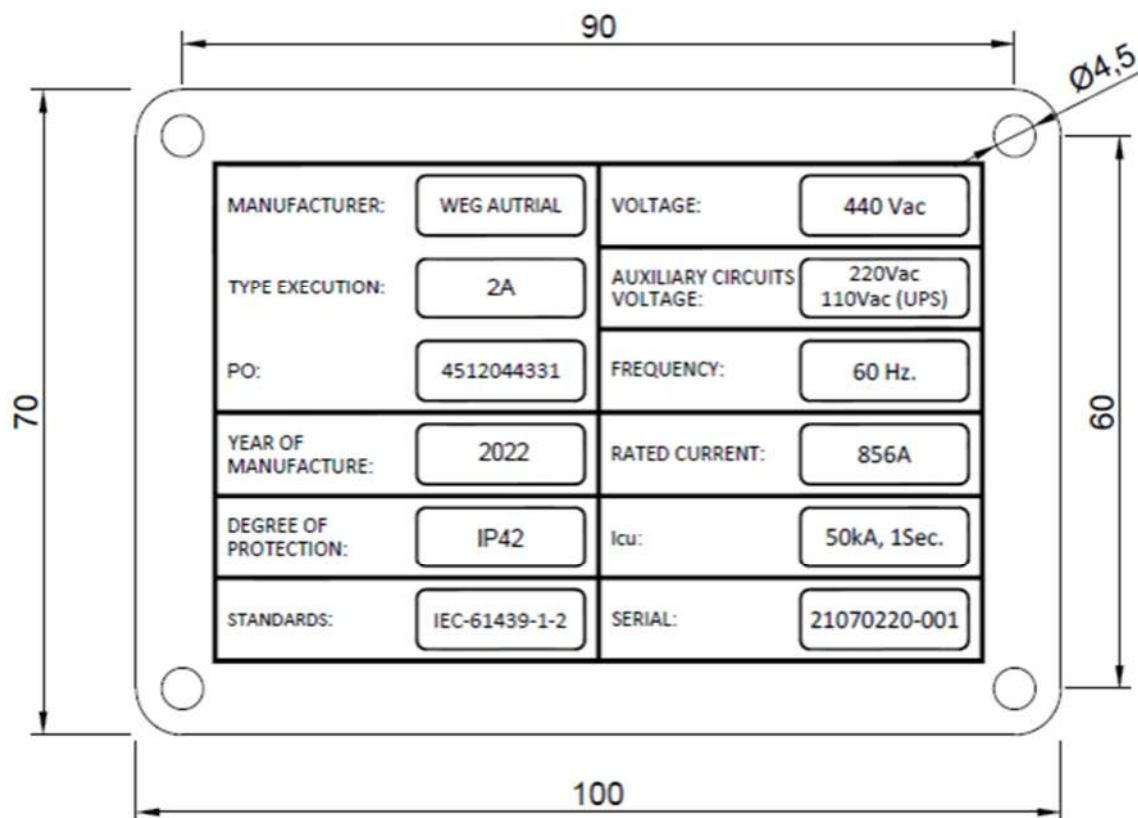 90
Ø4,5
MANUFACTURER:
WEG AUTRIAL
VOLTAGE:
440 Vac
TYPE EXECUTION:
2A
AUXILIARY CIRCUITS
VOLTAGE:
220Vac
110Vac (UPS)
PO:
4512044331
FREQUENCY:
60 Hz.
70
60
YEAR OF
MANUFACTURE:
2022
RATED CURRENT:
856A
DEGREE OF
PROTECTION:
IP42
Icu:
50kA, 1Sec.
STANDARDS:
IEC-61439-1-2
SERIAL:
21070220-001
100